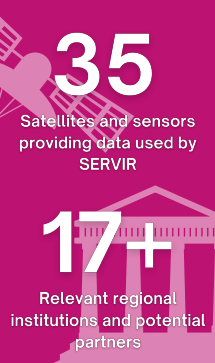 35
Satellites and sensors
providing data used by
SERVIR
17+
Relevant regional
institutions and potential
partners